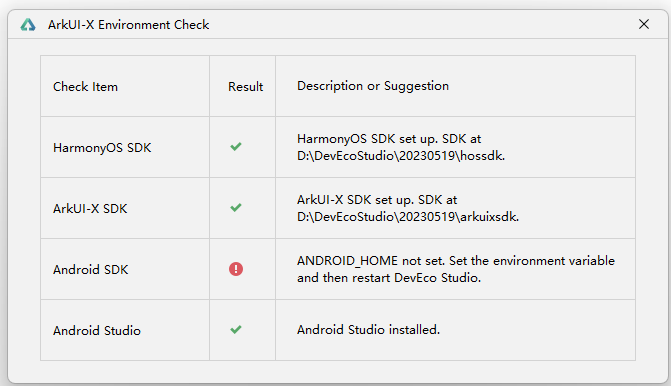 ArkUI-X Environment Check
Check Item Result Description or Suggestion
HarmonyOS SDK HarmonyOS SDK set up. SDK at
D:\DevEcoStudio\20230519\hossdk.
ArkUI-X SDK ArkUI-X SDK set up. SDK at
D:\DevEcoStudio\20230519\arkuixsdk.
Android SDK ANDROID_HOME not set. Set the environment variable
and then restart DevEco Studio.
Android Studio Android Studio installed.